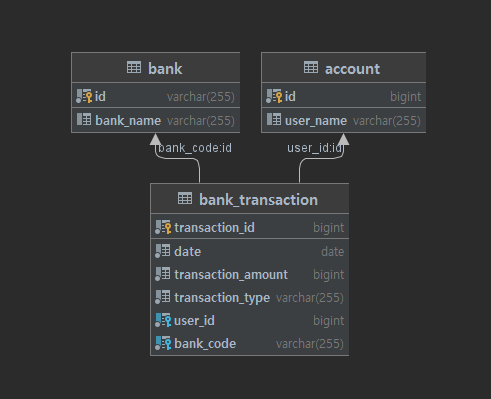 bank
id varchar(255)
bank_name varchar(255)
account
id bigint
user_name varchar(255)
bank_code:id
user_id:id
bank_transaction
transaction_id bigint
date date
transaction_amount bigint
transaction_type varchar(255)
user_id bigint
bank_code varchar(255)